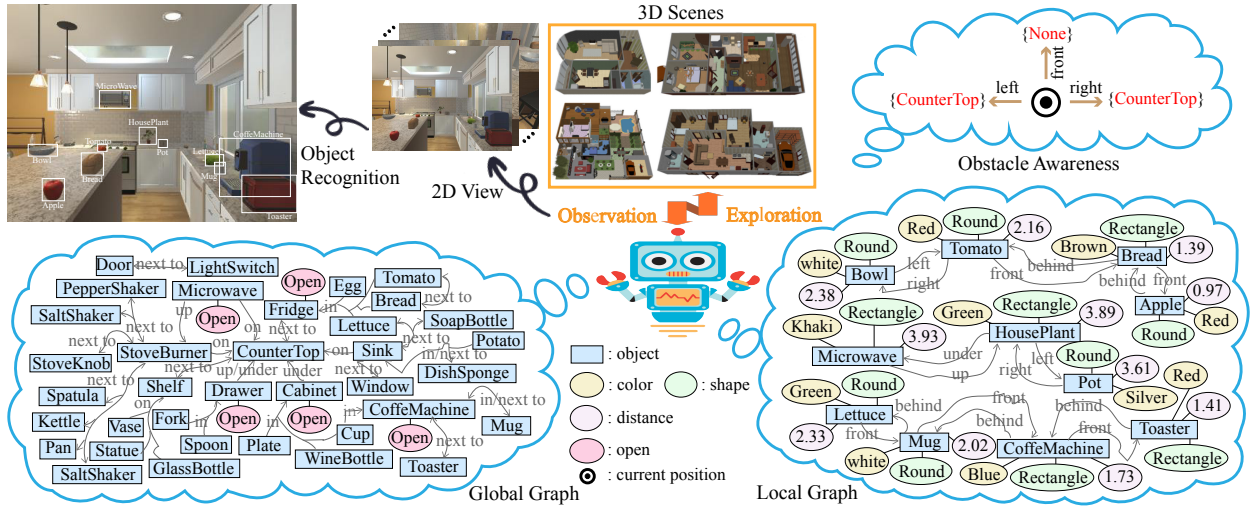 MicroWave
HousePlant
CoffeMachine
Bowl
Tomato
Pot
Lettuce
Bread
Mug
Apple
Toaster
Object
Recognition
2D View
3D Scenes
Observation
Exploration
{None}
front
left
right
{CounterTop}
{CounterTop}
Obstacle Awareness
Door
next to
LightSwitch
PepperShaker
Microwave
Open
Egg
Tomato
SaltShaker
up
Open
Fridge
in
Bread
next to
next to
on
next to
Lettuce
SoapBottle
StoveKnob
next to
StoveBurner
on
CounterTop
on
Sink
Potato
in/next to
next to
next to
up/under
under
next to
Window
DishSponge
Spatula
Shelf
Drawer
Cabinet
Kettle
Vase
on
Fork
in
Open
in
Open
in
CoffeMachine
in/next to
Pan
Statue
Spoon
Plate
Cup
Open
next to
Mug
SaltShaker
GlassBottle
WineBottle
Toaster
Global Graph
: object
: color
: shape
: distance
: open
: current position
Round
2.16
Red
Tomato
Rectangle
Round
Brown
1.39
white
left
behind
Bread
Bowl
right
front
behind
front
0.97
2.38
Apple
Rectangle
Rectangle
3.89
Khaki
Green
Round
Red
3.93
HousePlant
Microwave
under
Round
up
left
right
3.61
Pot
Red
Green
Round
Silver
1.41
Lettuce
behind
front
behind
Toaster
2.33
front
behind
Mug
2.02
CoffeMachine
front
white
Round
Blue
Rectangle
1.73
Rectangle
Local Graph